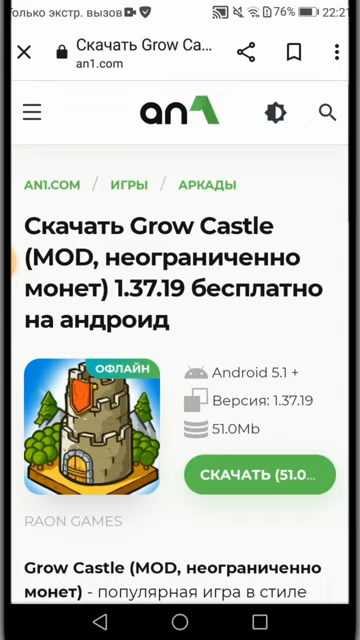 олько экстр. вызов 76% 22:21
Скачать Grow Ca...
an1.com
an1
AN1.COM / ИГРЫ / АРКАДЫ
Скачать Grow Castle
(MOD, неограниченно
монет) 1.37.19 бесплатно
на андроид
ОФЛАЙН
Android 5.1 +
Версия: 1.37.19
51.0Mb
СКАЧАТЬ (51.0...
RAON GAMES
Grow Castle (MOD, неограниченно
монет) - популярная игра в стиле